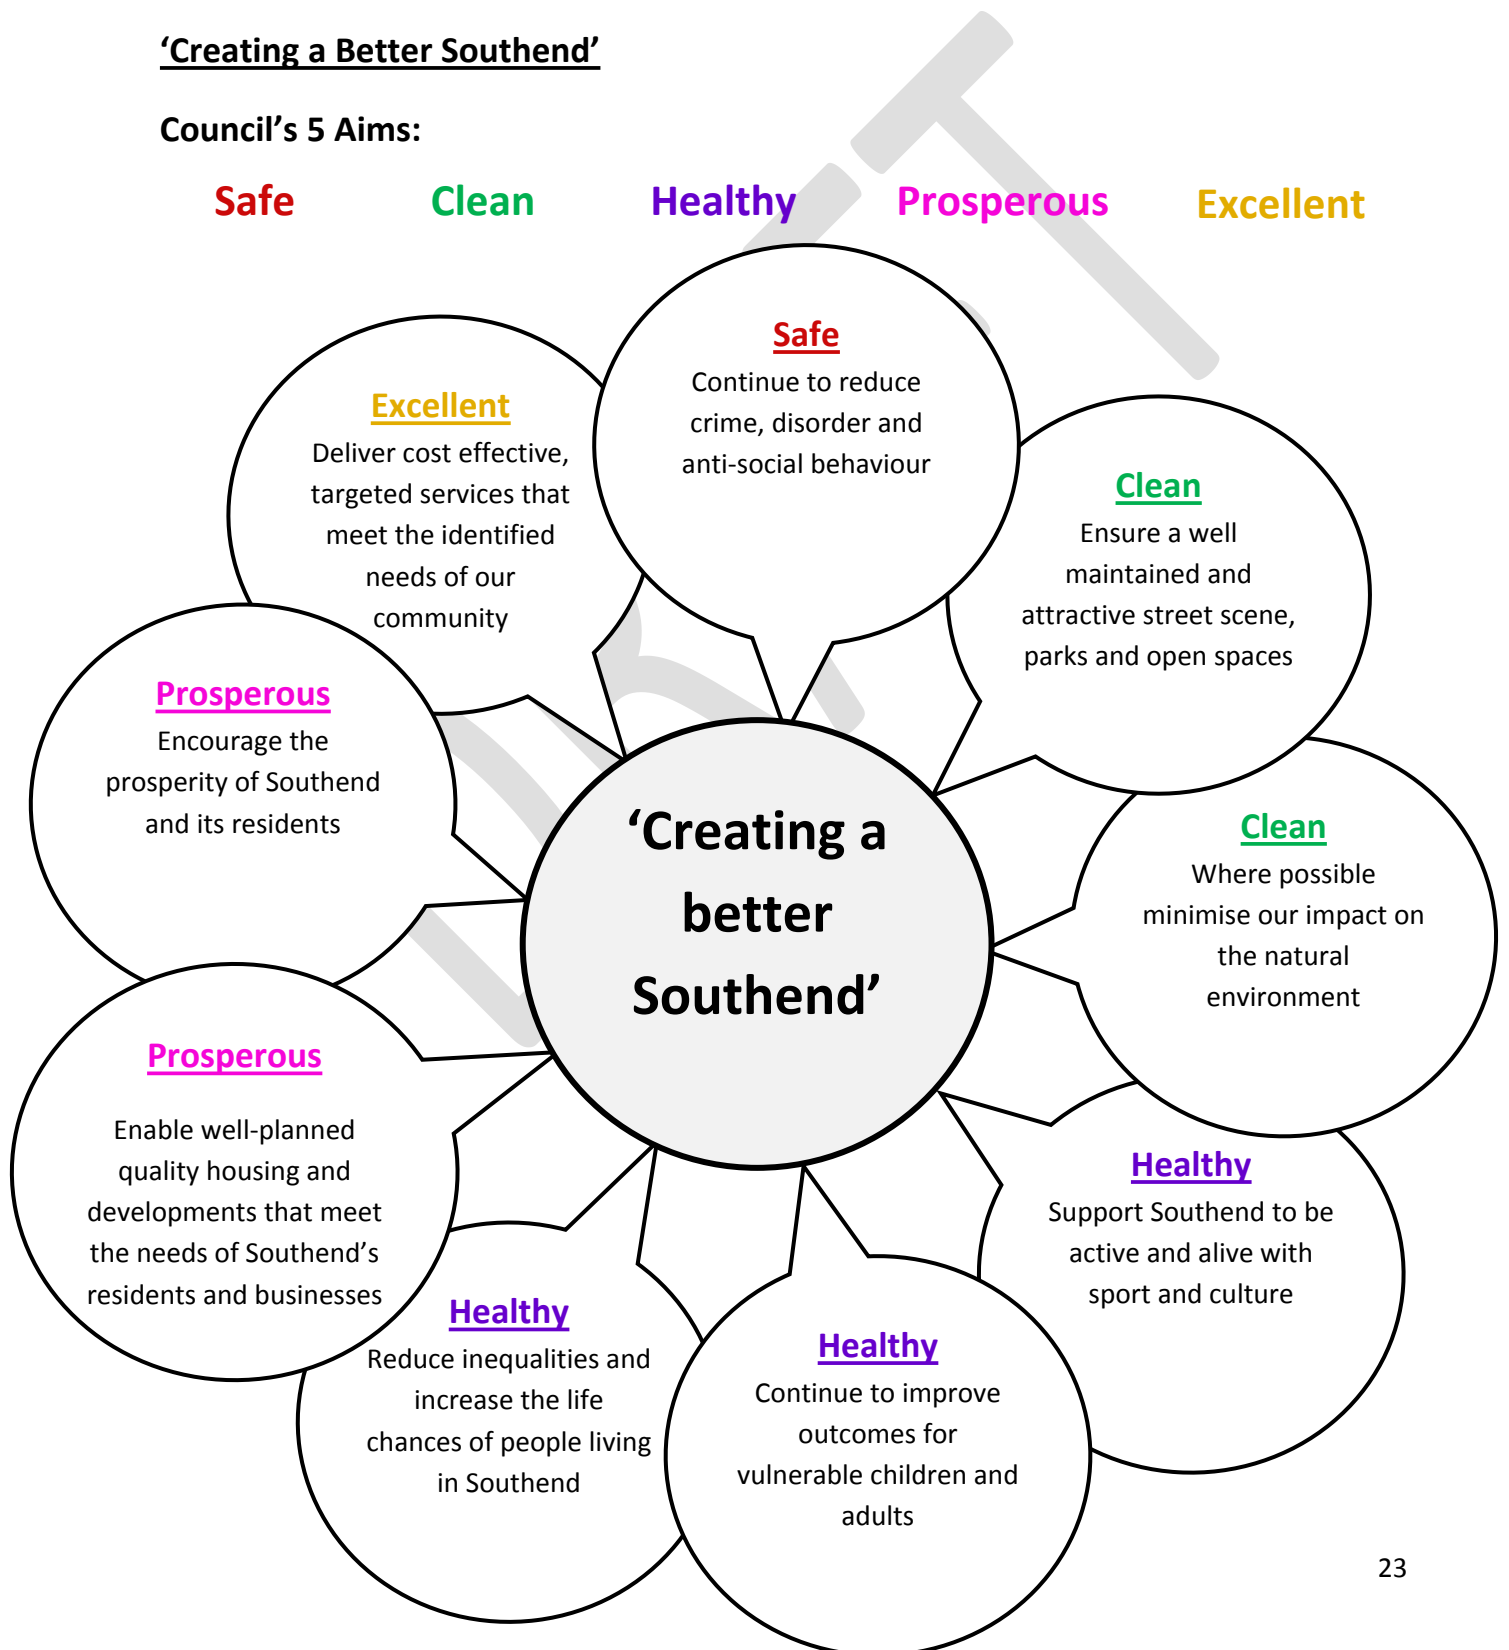 ‘Creating a Better Southend’
Council’s 5 Aims:
Safe Clean Healthy Prosperous Excellent
Safe
Continue to reduce
crime, disorder and
anti-social behaviour
Excellent
Deliver cost effective,
targeted services that
meet the identified
needs of our
community
Clean
Ensure a well
maintained and
attractive street scene,
parks and open spaces
Prosperous
Encourage the
prosperity of Southend
and its residents
‘Creating a
better
Southend’
Clean
Where possible
minimise our impact on
the natural
environment
Prosperous
Enable well-planned
quality housing and
developments that meet
the needs of Southend’s
residents and businesses
Healthy
Support Southend to be
active and alive with
sport and culture
Healthy
Reduce inequalities and
increase the life
chances of people living
in Southend
Healthy
Continue to improve
outcomes for
vulnerable children and
adults
23